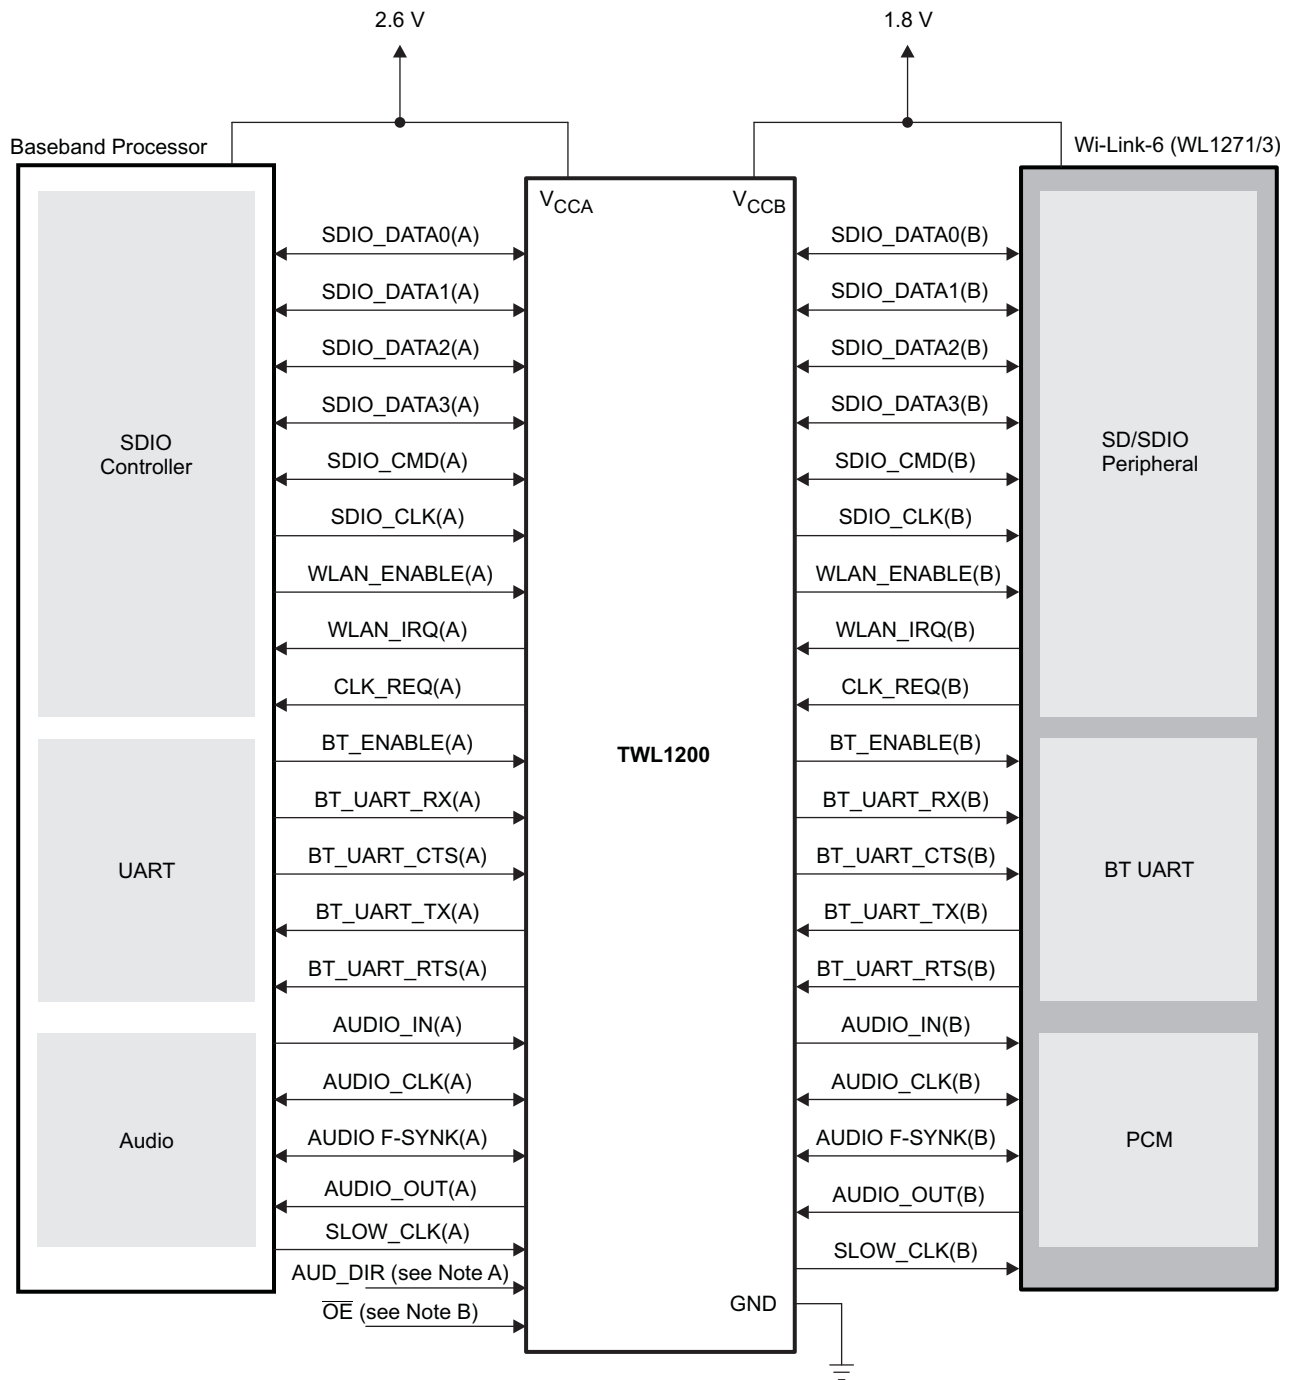 2.6 V
1.8 V
Baseband Processor
Wi-Link-6 (WL1271/3)
VCCA
VCCB
SDIO_DATA0(A)
SDIO_DATA0(B)
SDIO_DATA1(A)
SDIO_DATA1(B)
SDIO_DATA2(A)
SDIO_DATA2(B)
SDIO_DATA3(A)
SDIO_DATA3(B)
SDIO
Controller
SD/SDIO
Peripheral
SDIO_CMD(A)
SDIO_CMD(B)
SDIO_CLK(A)
SDIO_CLK(B)
WLAN_ENABLE(A)
WLAN_ENABLE(B)
WLAN_IRQ(A)
WLAN_IRQ(B)
CLK_REQ(A)
CLK_REQ(B)
BT_ENABLE(A)
TWL1200
BT_ENABLE(B)
BT_UART_RX(A)
BT_UART_RX(B)
BT_UART_CTS(A)
BT_UART_CTS(B)
UART
BT UART
BT_UART_TX(A)
BT_UART_TX(B)
BT_UART_RTS(A)
BT_UART_RTS(B)
AUDIO_IN(A)
AUDIO_IN(B)
AUDIO_CLK(A)
AUDIO_CLK(B)
Audio
AUDIO F-SYNK(A)
AUDIO F-SYNK(B)
PCM
AUDIO_OUT(A)
AUDIO_OUT(B)
SLOW_CLK(A)
SLOW_CLK(B)
AUD_DIR (see Note A)
O̅E̅ (see Note B)
GND